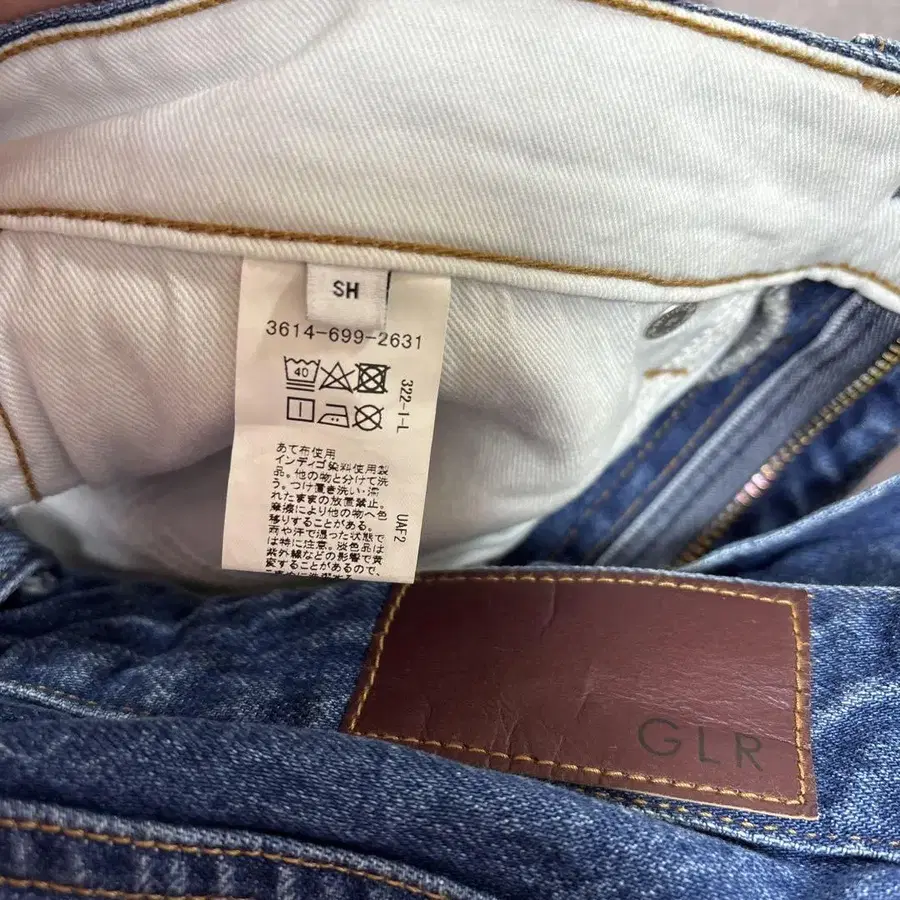 SH
3614-699-2631
40
322-I-L
あて布使用
インディゴ染料使用製
品。他の物と分けて洗
う。つけ置き洗い・濡
れたままの放置禁止。
摩擦により他の物へ色
移りすることがある。
雨や汗で湿った状態で
は特に注意。淡色品は
紫外線などの影響で黄
変することがあるので、
UAF2
GLR